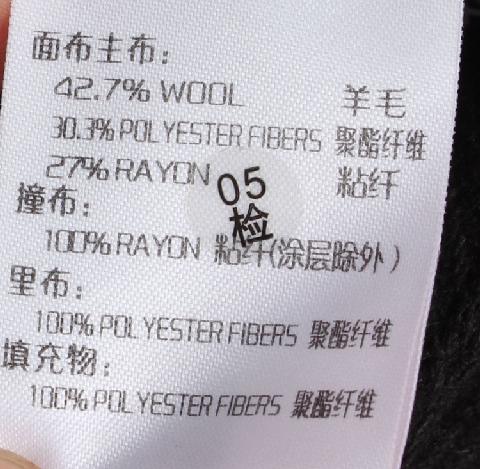 面布主布：
42.7% WOOL 羊毛
30.3% POLYESTER FIBERS 聚酯纤维
27% RAYON 粘纤
05
检
撞布：
100% RAYON 粘纤(涂层除外)
里布：
100% POLYESTER FIBERS 聚酯纤维
填充物：
100% POLYESTER FIBERS 聚酯纤维